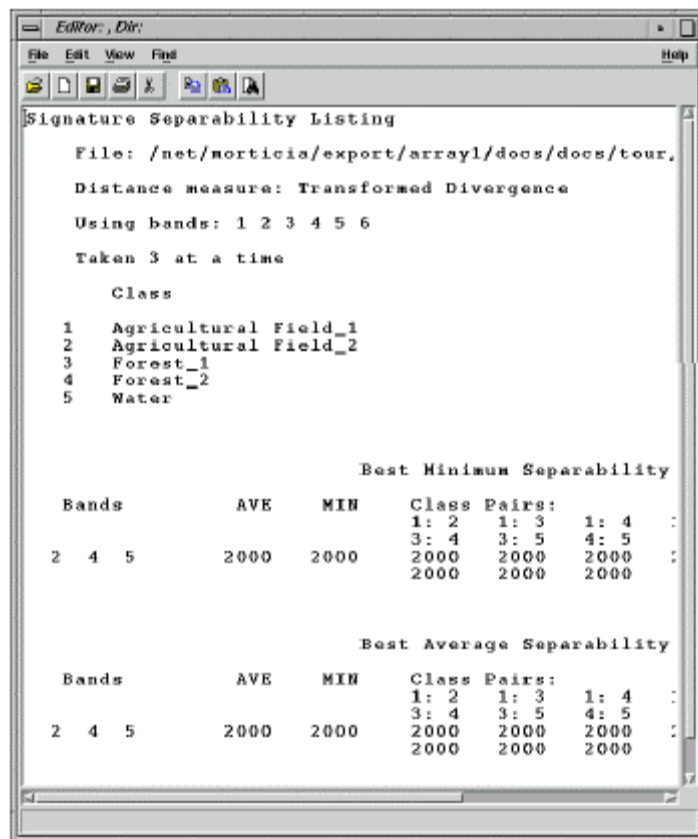 Editor: , Dir:
File Edit View Find Help
Signature Separability Listing
File: /net/morticia/export/array1/docs/docs/tour.
Distance measure: Transformed Divergence
Using bands: 1 2 3 4 5 6
Taken 3 at a time
Class
1 Agricultural Field_1
2 Agricultural Field_2
3 Forest_1
4 Forest_2
5 Water
Best Minimum Separability
Bands AVE MIN Class Pairs:
1: 2 1: 3 1: 4
3: 4 3: 5 4: 5
2 4 5 2000 2000 2000 2000 2000
2000 2000 2000
Best Average Separability
Bands AVE MIN Class Pairs:
1: 2 1: 3 1: 4
3: 4 3: 5 4: 5
2 4 5 2000 2000 2000 2000 2000
2000 2000 2000